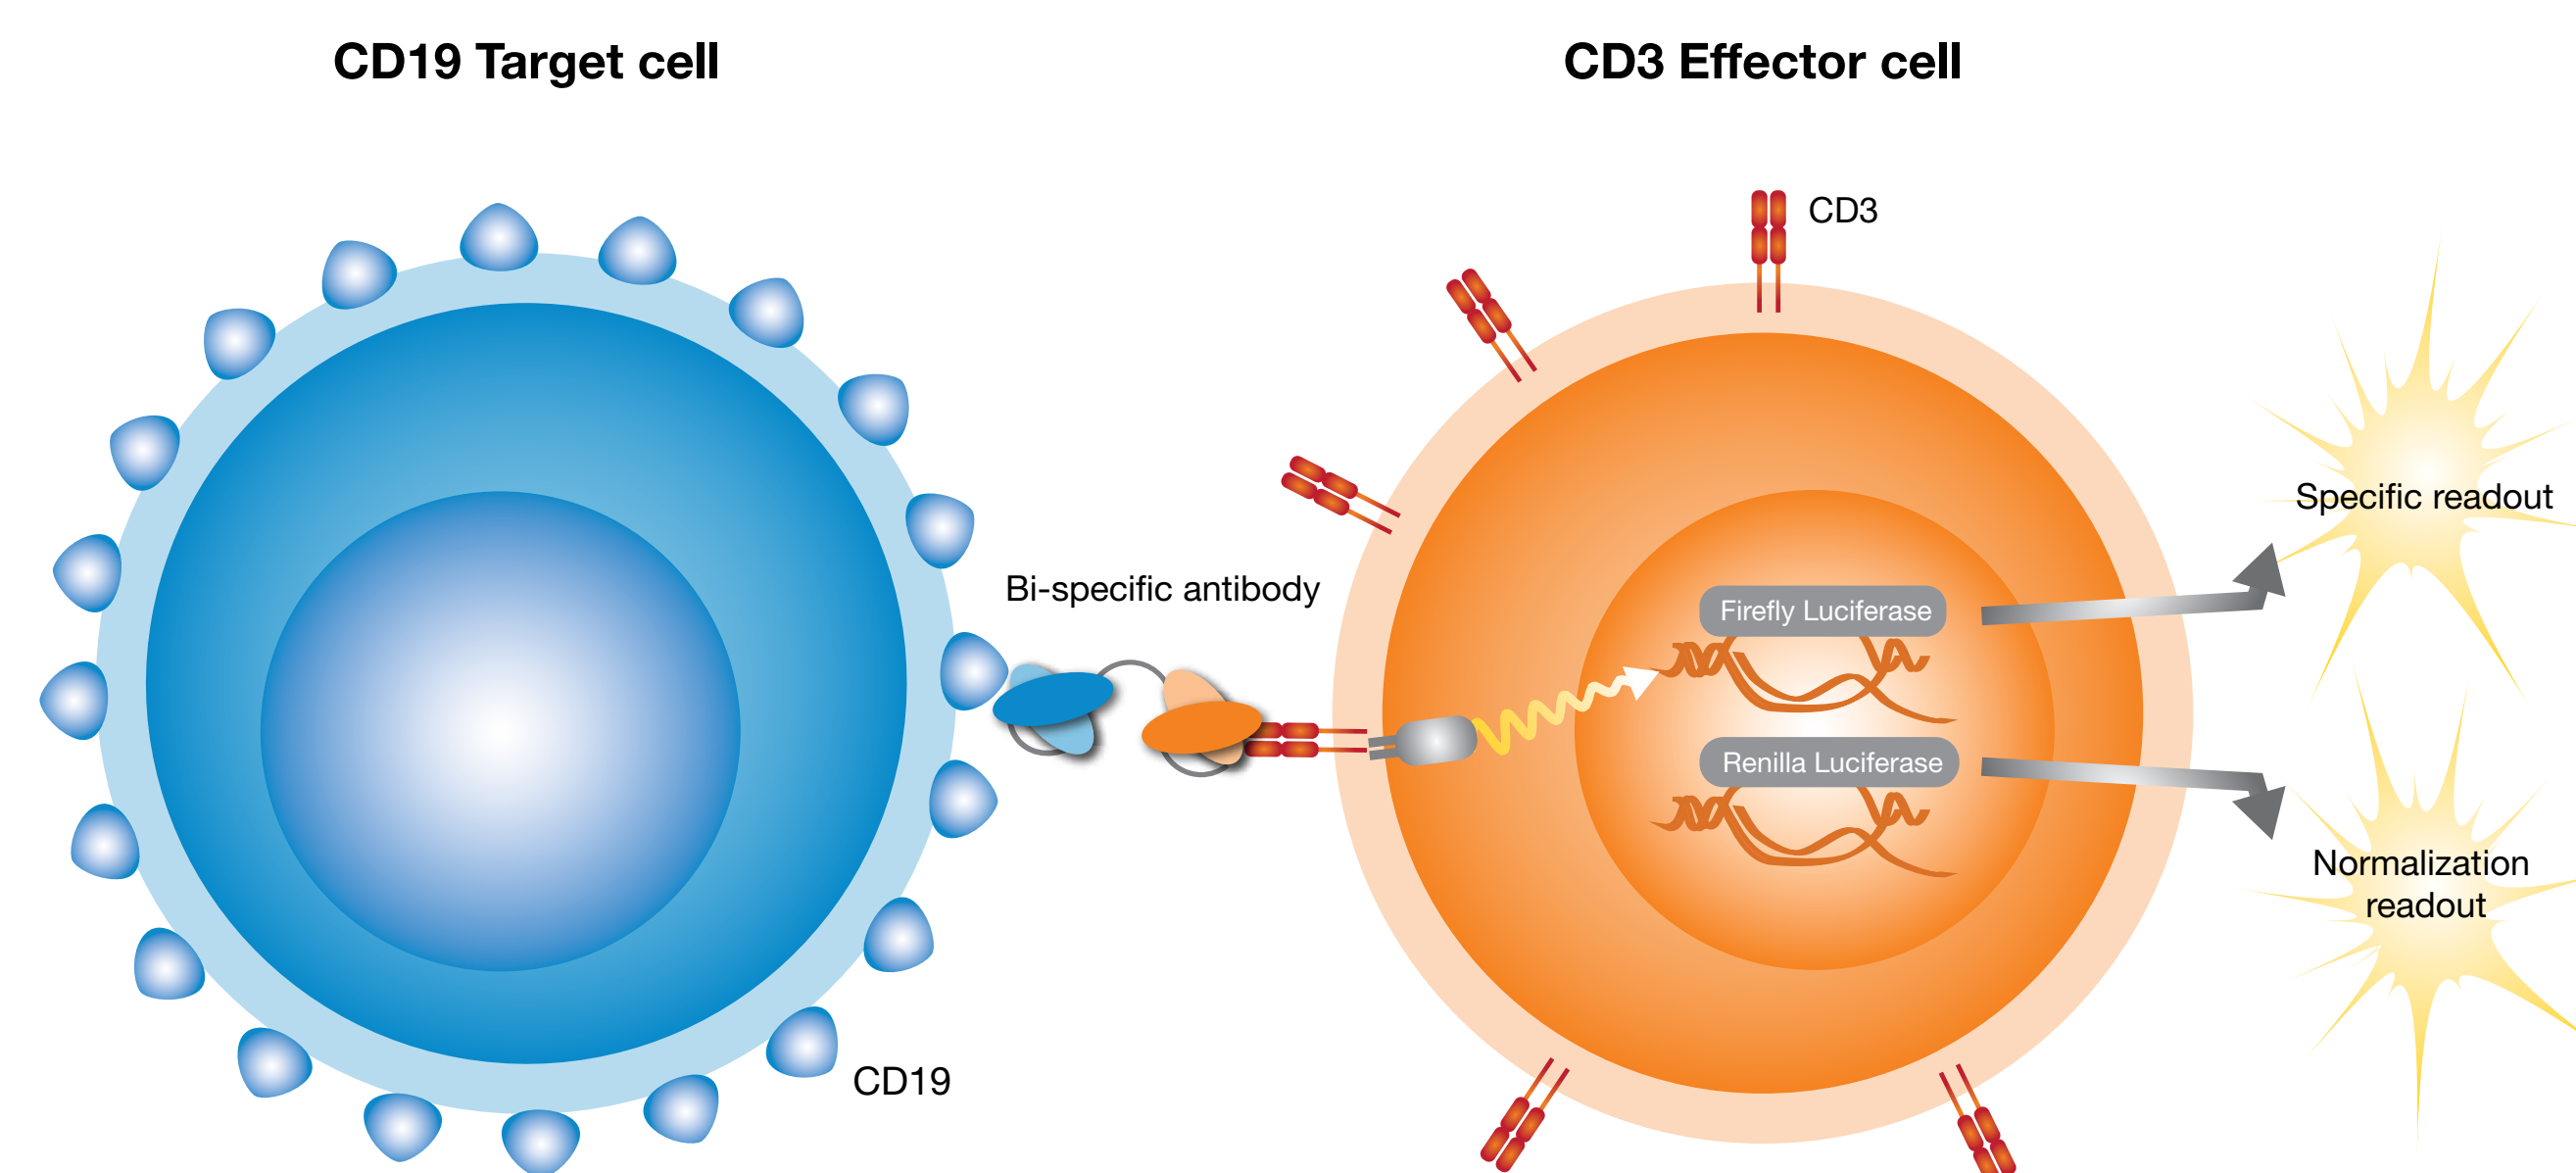 CD19 Target cell
CD3 Effector cell
CD3
Specific readout
Bi-specific antibody
Firefly Luciferase
Renilla Luciferase
Normalization
readout
CD19